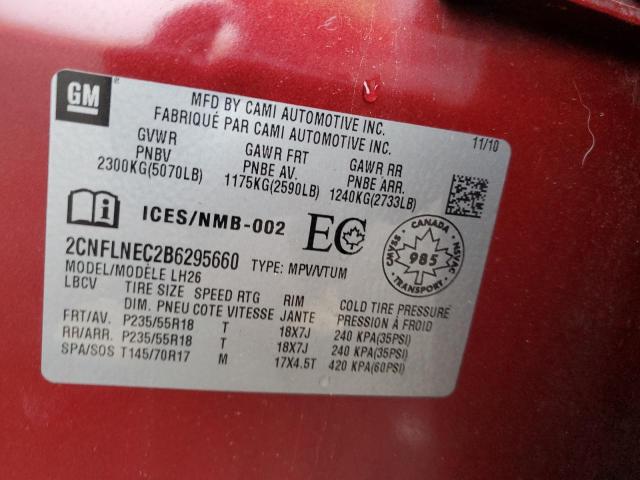 GM
MFD BY CAMI AUTOMOTIVE INC.
FABRIQUÉ PAR CAMI AUTOMOTIVE INC.
11/10
GVWR
PNBV
2300KG(5070LB)
GAWR FRT
PNBE AV.
1175KG(2590LB)
GAWR RR
PNBE ARR.
1240KG(2733LB)
ICES/NMB-002
EC
CANADA
CMVSS
985
NSVAC
TRANSPORT
2CNFLNEC2B6295660 TYPE: MPV/VTUM
MODEL/MODÈLE LH26
LBCV TIRE SIZE SPEED RTG RIM COLD TIRE PRESSURE
DIM. PNEU COTE VITESSE JANTE PRESSION À FROID
FRT/AV. P235/55R18 T 18X7J 240 KPA(35PSI)
RR/ARR. P235/55R18 T 18X7J 240 KPA(35PSI)
SPA/SOS T145/70R17 M 17X4.5T 420 KPA(60PSI)